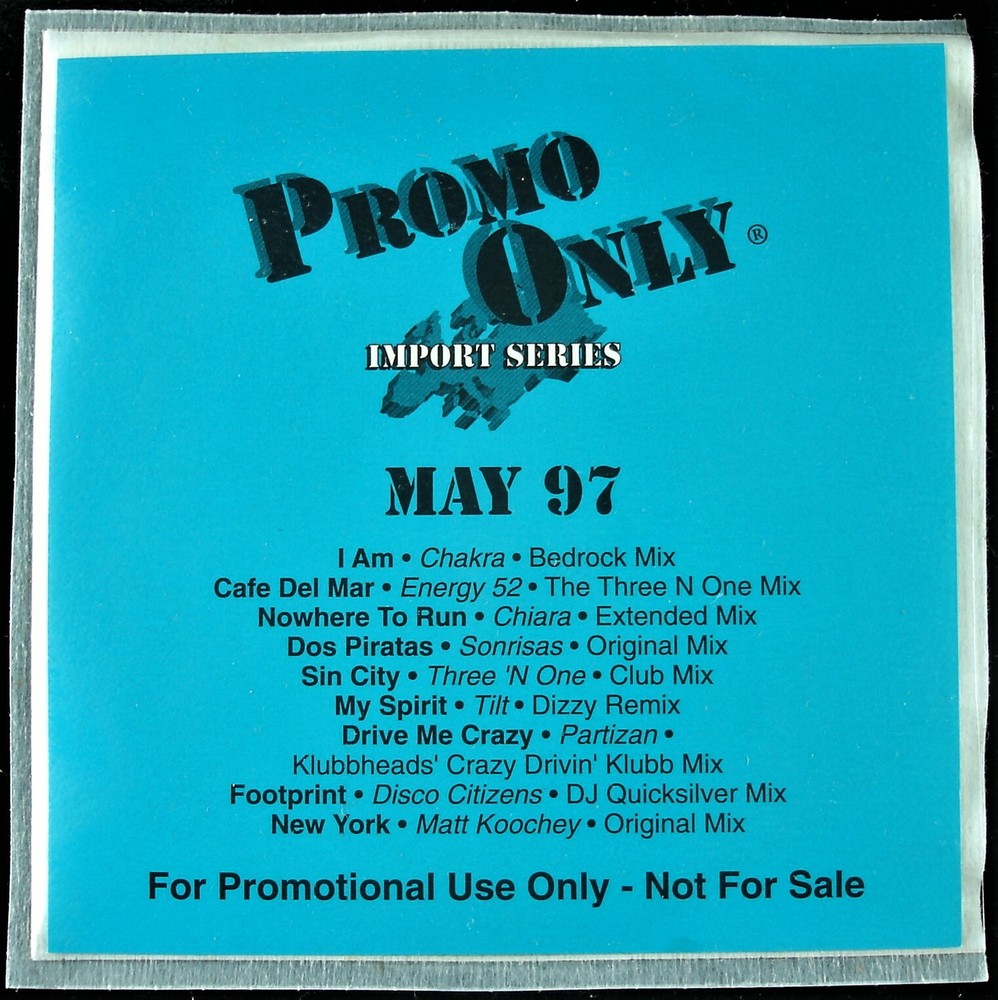 PROMO
ONLY®
IMPORT SERIES
MAY 97
I Am • Chakra • Bedrock Mix
Cafe Del Mar • Energy 52 • The Three N One Mix
Nowhere To Run • Chiara • Extended Mix
Dos Piratas • Sonrisas • Original Mix
Sin City • Three 'N One • Club Mix
My Spirit • Tilt • Dizzy Remix
Drive Me Crazy • Partizan •
Klubbheads' Crazy Drivin' Klubb Mix
Footprint • Disco Citizens • DJ Quicksilver Mix
New York • Matt Koochey • Original Mix
For Promotional Use Only - Not For Sale